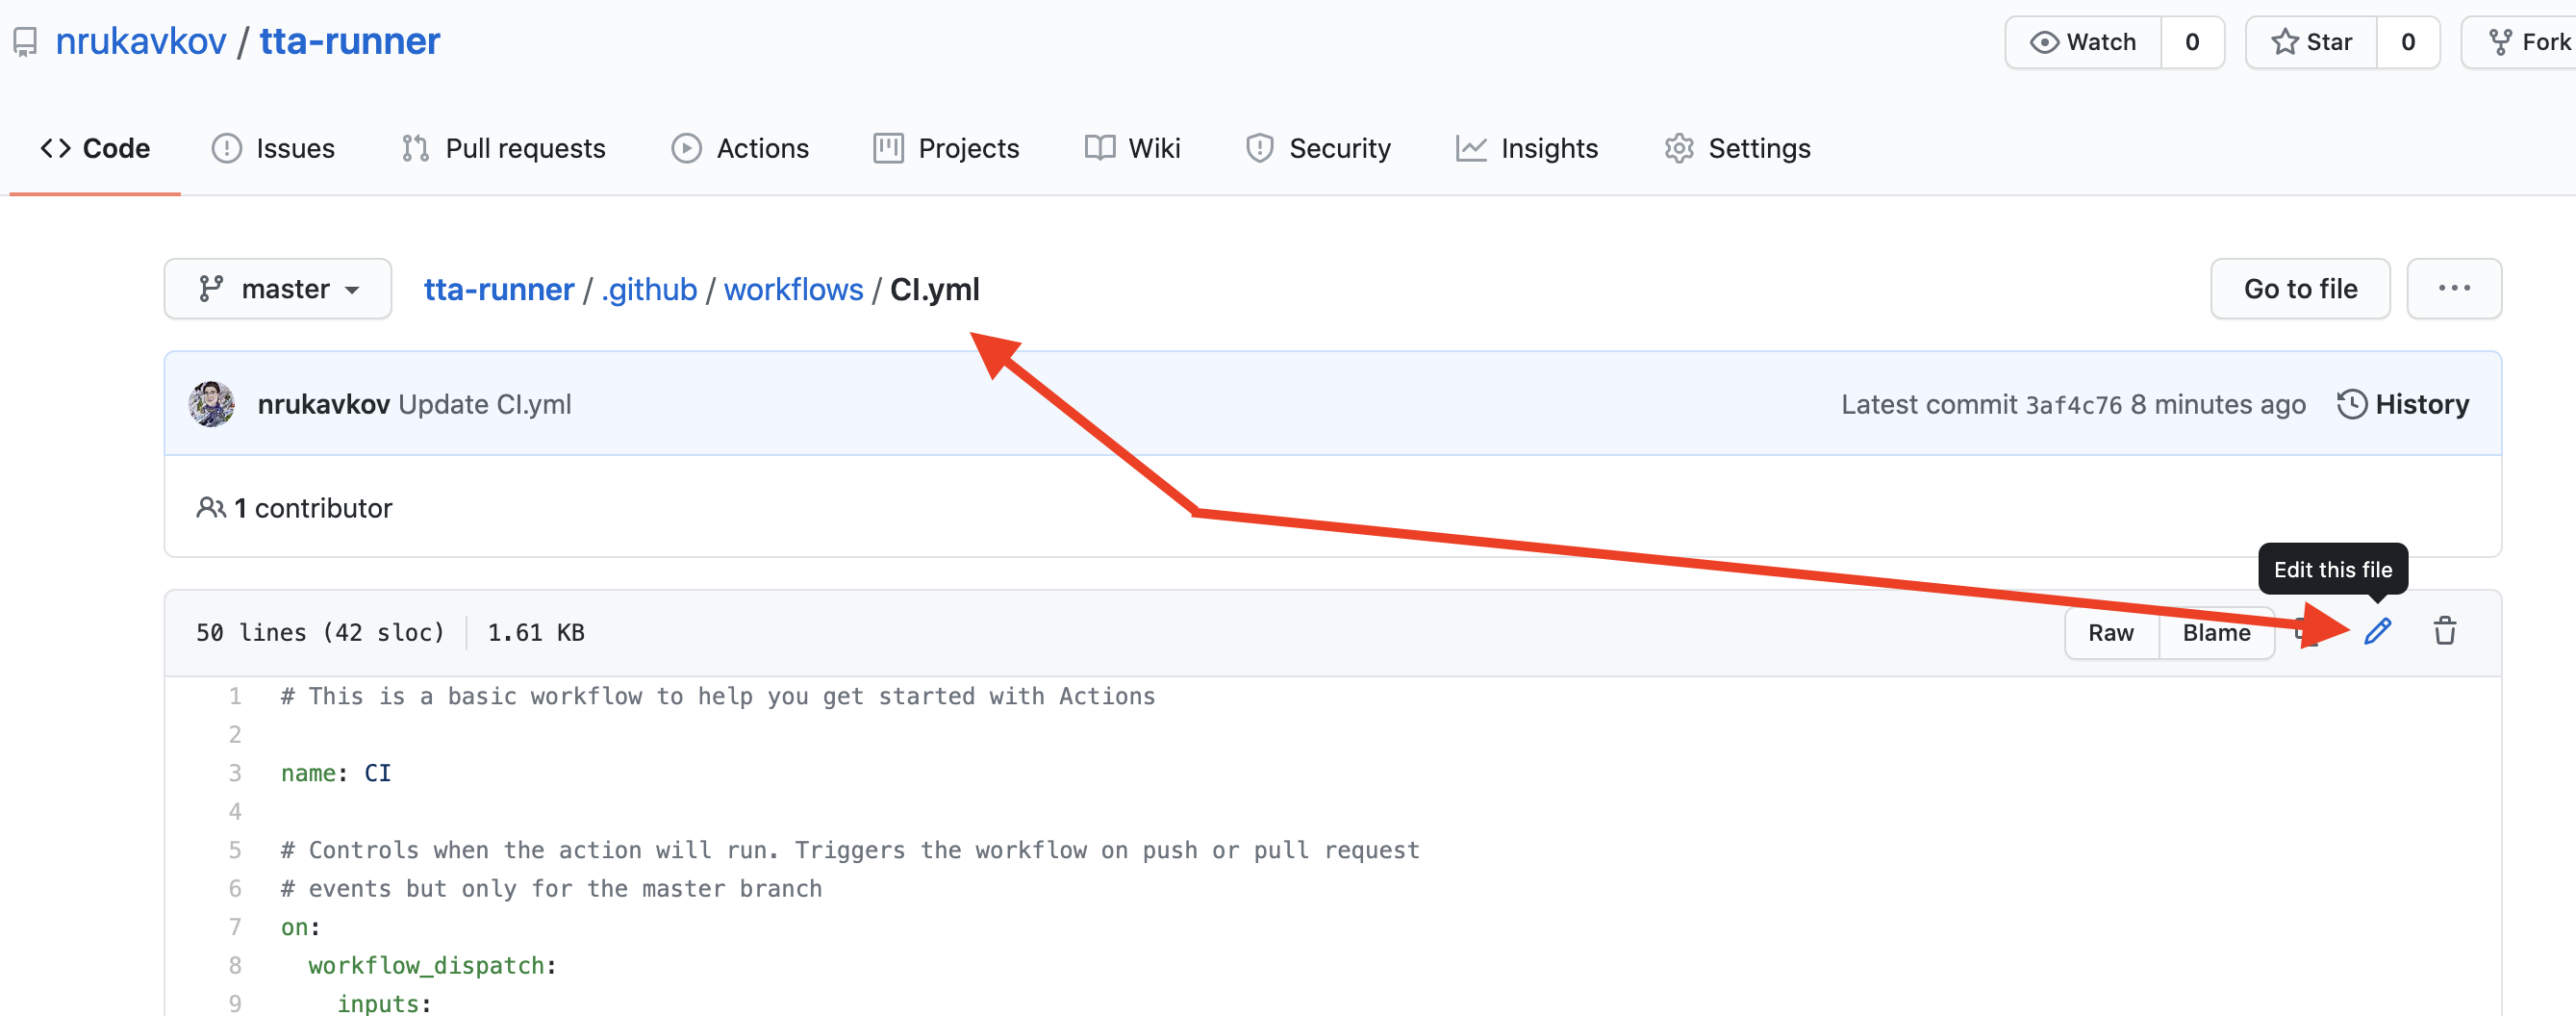 nrukavkov / tta-runner
Watch 0 Star 0 Fork
Code Issues Pull requests Actions Projects Wiki Security Insights Settings
master tta-runner / .github / workflows / CI.yml Go to file ...
nrukavkov Update CI.yml Latest commit 3af4c76 8 minutes ago History
1 contributor
Edit this file
50 lines (42 sloc) 1.61 KB Raw Blame
1 # This is a basic workflow to help you get started with Actions
2
3 name: CI
4
5 # Controls when the action will run. Triggers the workflow on push or pull request
6 # events but only for the master branch
7 on:
8 workflow_dispatch:
9 inputs: